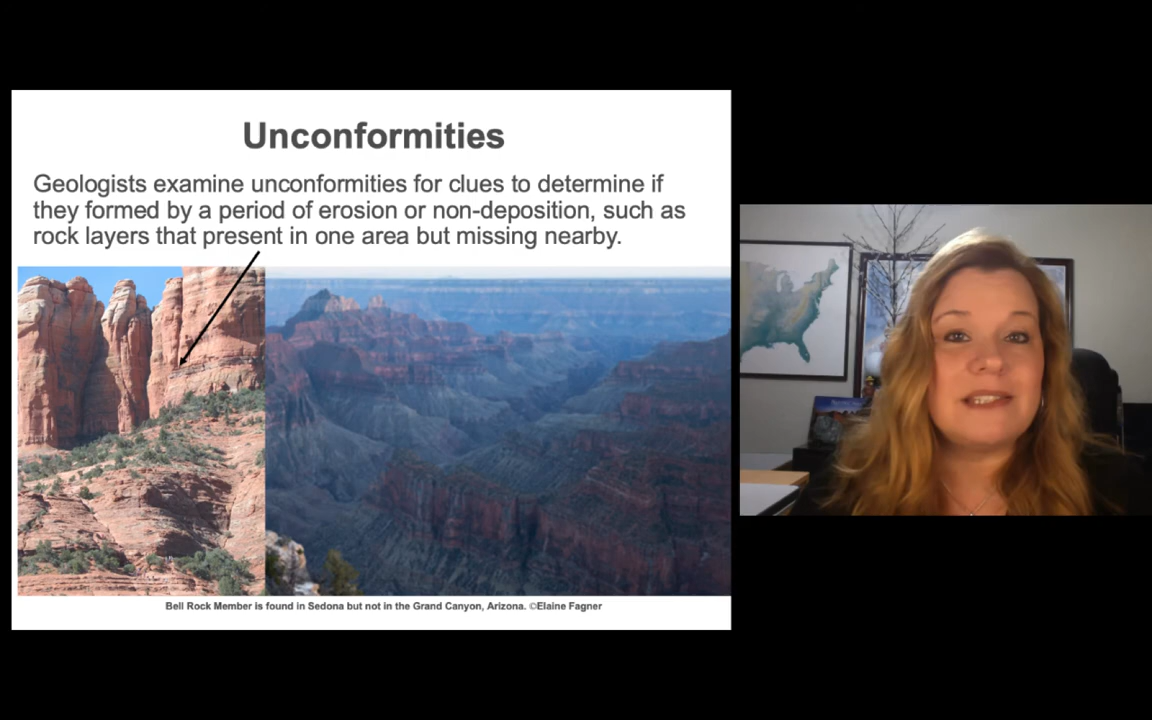 Unconformities
Geologists examine unconformities for clues to determine if
they formed by a period of erosion or non-deposition, such as
rock layers that present in one area but missing nearby.
Bell Rock Member is found in Sedona but not in the Grand Canyon, Arizona. ©Elaine Fagner